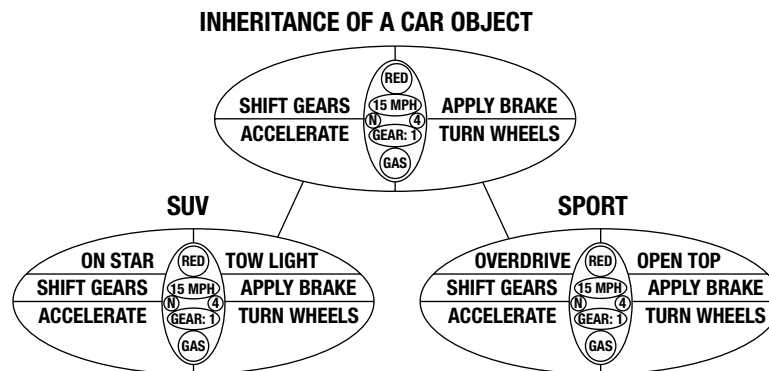 INHERITANCE OF A CAR OBJECT
RED
SHIFT GEARS 15 MPH APPLY BRAKE
N 4
ACCELERATE GEAR: 1 TURN WHEELS
GAS
SUV
ON STAR RED TOW LIGHT
SHIFT GEARS 15 MPH APPLY BRAKE
N 4
ACCELERATE GEAR: 1 TURN WHEELS
GAS
SPORT
OVERDRIVE RED OPEN TOP
SHIFT GEARS 15 MPH APPLY BRAKE
N 4
ACCELERATE GEAR: 1 TURN WHEELS
GAS